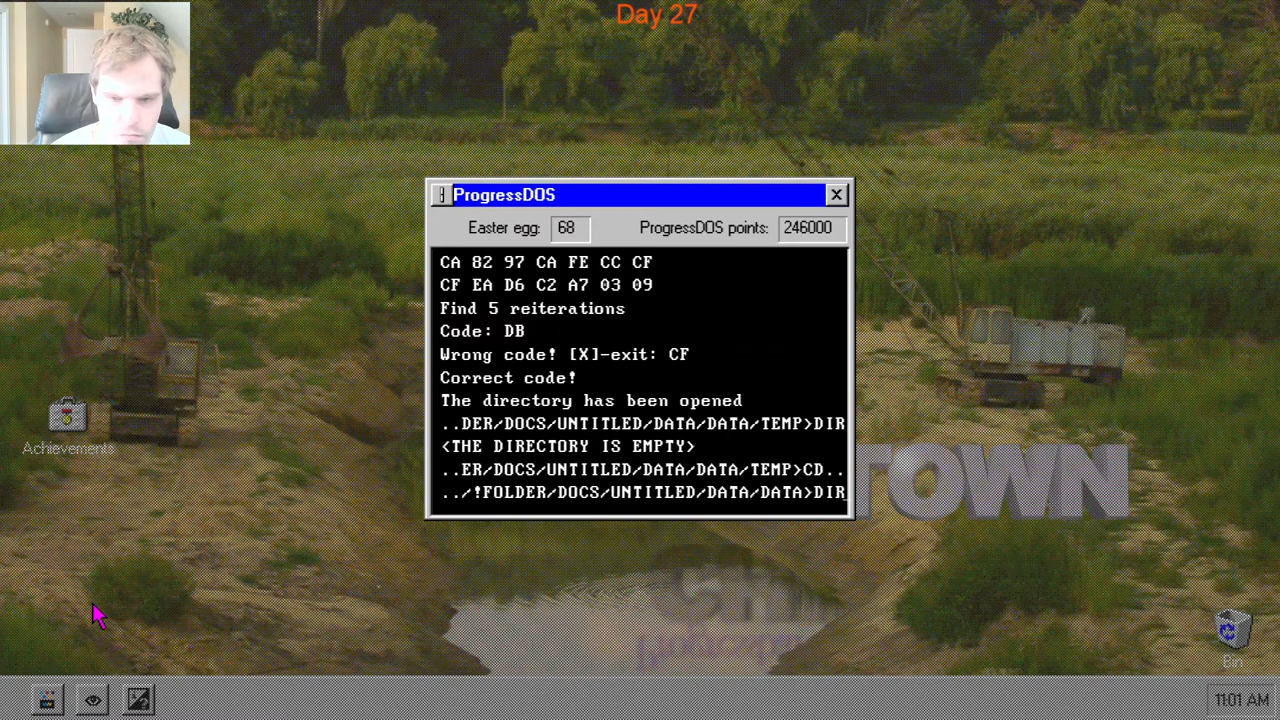 Day 27
ProgressDOS
Easter egg: 68 ProgressDOS points: 246000
CA 82 97 CA FE CC CF
CF EA D6 C2 A7 03 09
Find 5 reiterations
Code: DB
Wrong code! [X]-exit: CF
Correct code!
The directory has been opened
..DER/DOCS/UNTITLED/DATA/DATA/TEMP>DIR
<THE DIRECTORY IS EMPTY>
..ER/DOCS/UNTITLED/DATA/DATA/TEMP>CD..
../!FOLDER/DOCS/UNTITLED/DATA/DATA>DIR_
Achievements
TOWN
Bin
11:01 AM